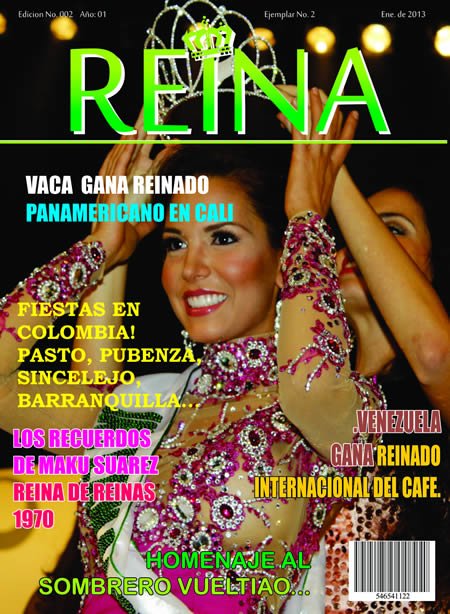 Edicion No. 002   Año: 01   Ejemplar No. 2   Ene. de 2013
REINA
VACA GANA REINADO
PANAMERICANO EN CALI
FIESTAS EN
COLOMBIA!
PASTO, PUBENZA,
SINCELEJO,
BARRANQUILLA...
LOS RECUERDOS
DE MAKU SUAREZ
REINA DE REINAS
1970
.VENEZUELA
GANA REINADO
INTERNACIONAL DEL CAFE.
HOMENAJE AL
SOMBRERO VUELTIAO...
546541122